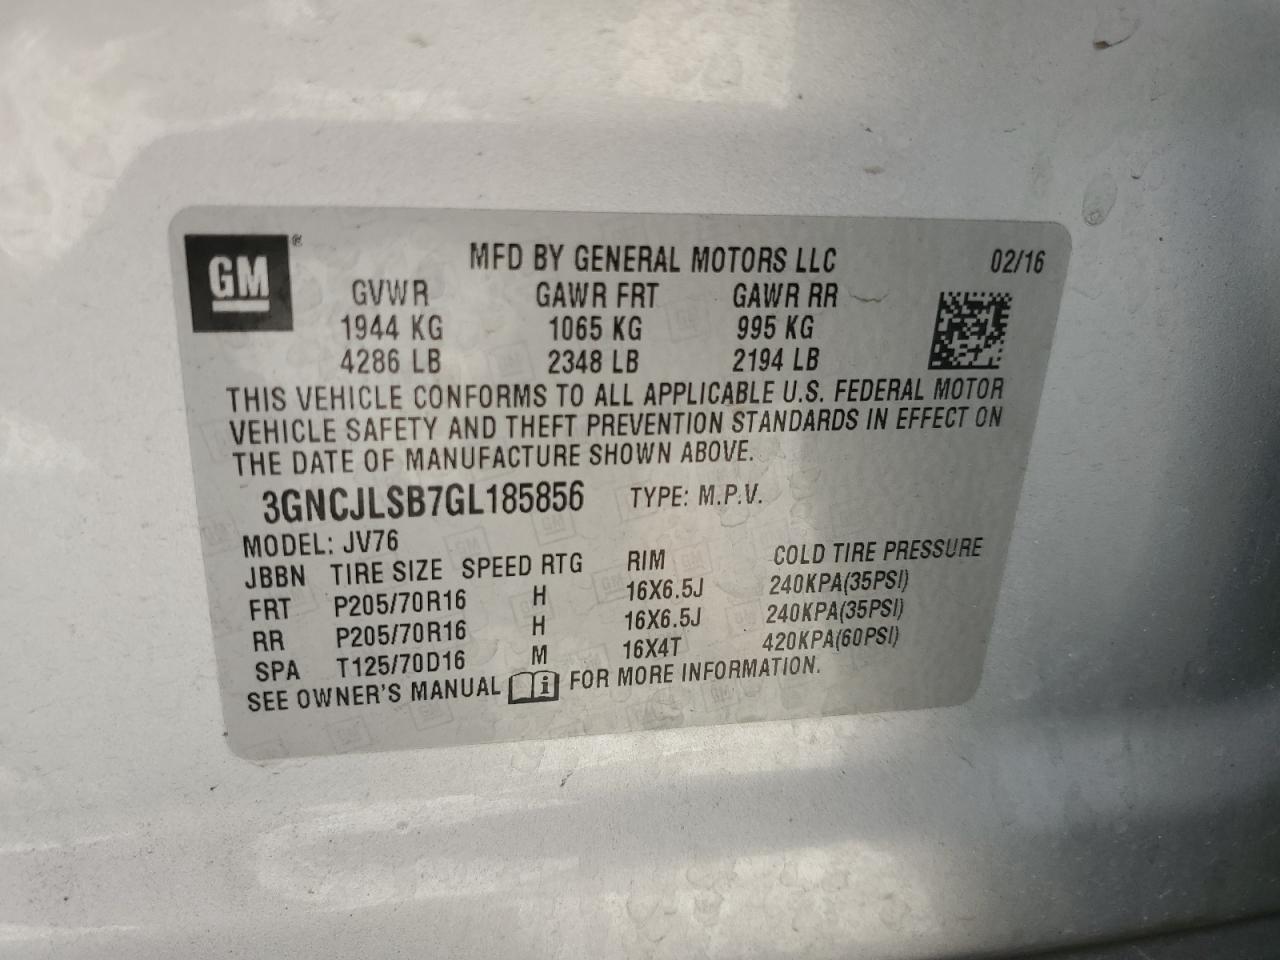 GM ® MFD BY GENERAL MOTORS LLC 02/16
GVWR GAWR FRT GAWR RR
1944 KG 1065 KG 995 KG
4286 LB 2348 LB 2194 LB
THIS VEHICLE CONFORMS TO ALL APPLICABLE U.S. FEDERAL MOTOR
VEHICLE SAFETY AND THEFT PREVENTION STANDARDS IN EFFECT ON
THE DATE OF MANUFACTURE SHOWN ABOVE.
3GNCJLSB7GL185856 TYPE: M.P.V.
MODEL: JV76
JBBN TIRE SIZE SPEED RTG RIM COLD TIRE PRESSURE
FRT P205/70R16 H 16X6.5J 240KPA(35PSI)
RR P205/70R16 H 16X6.5J 240KPA(35PSI)
SPA T125/70D16 M 16X4T 420KPA(60PSI)
SEE OWNER'S MANUAL i FOR MORE INFORMATION.